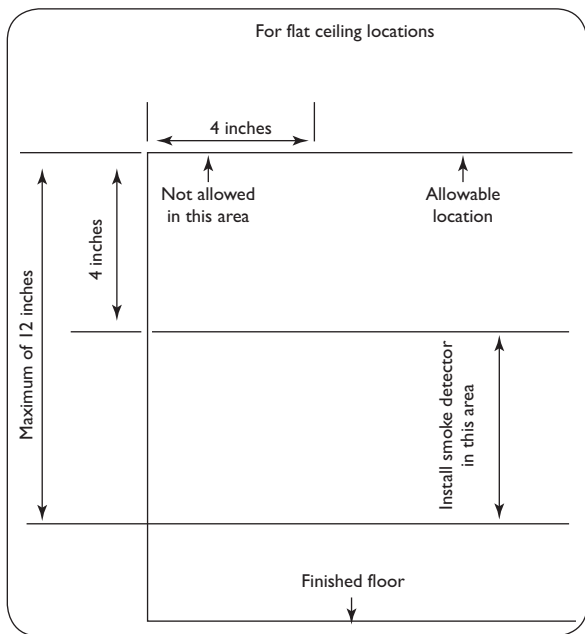 For flat ceiling locations
4 inches
Not allowed
in this area
Allowable
location
4 inches
Maximum of 12 inches
Install smoke detector
in this area
Finished floor